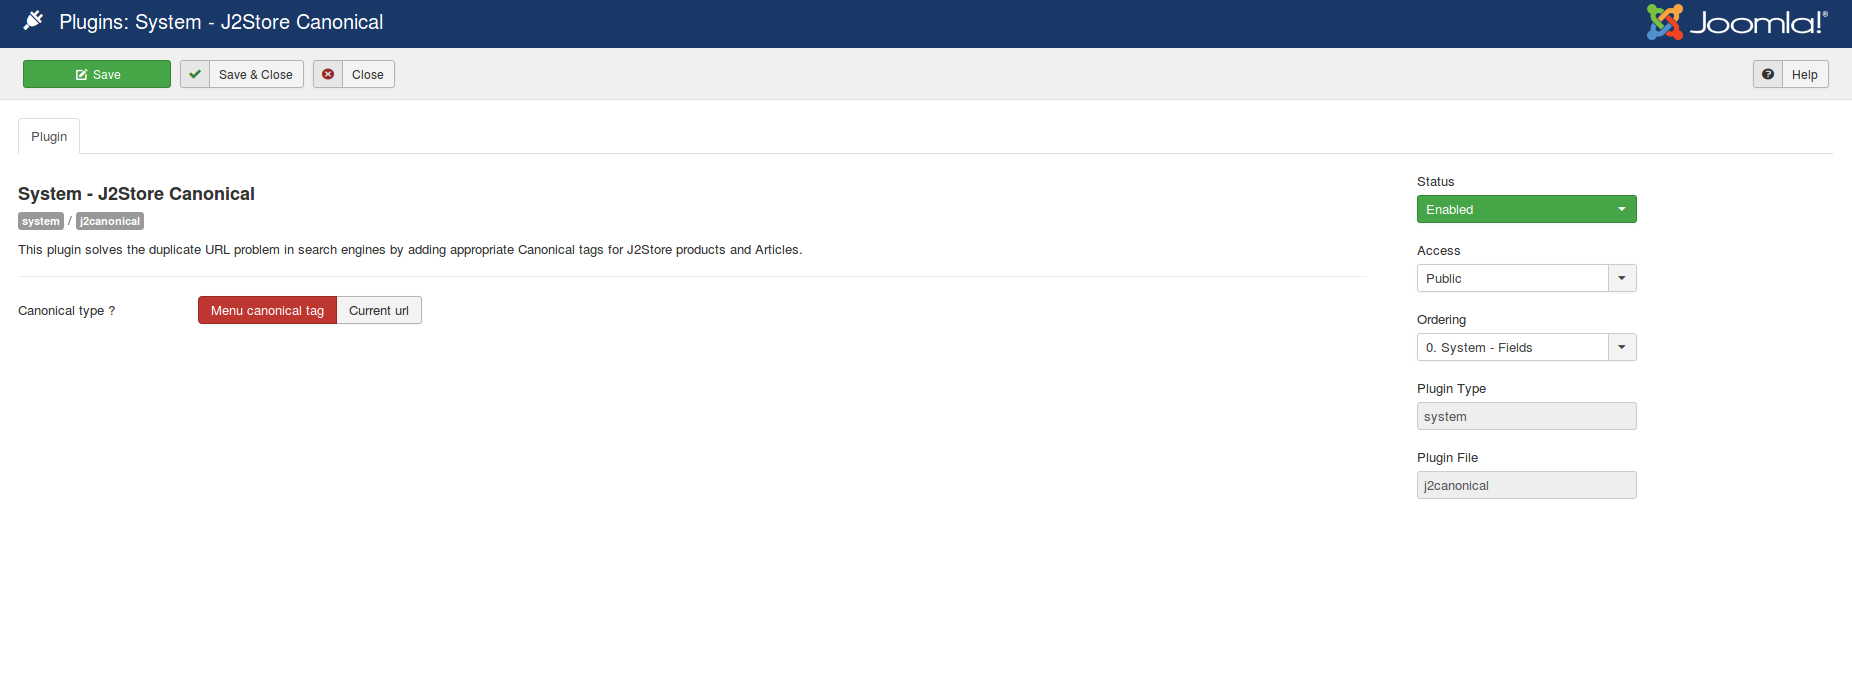 Plugins: System - J2Store Canonical
Joomla!®
Save
Save & Close
Close
Help
Plugin
System - J2Store Canonical
system / j2canonical
This plugin solves the duplicate URL problem in search engines by adding appropriate Canonical tags for J2Store products and Articles.
Canonical type ?
Menu canonical tag
Current url
Status
Enabled
Access
Public
Ordering
0. System - Fields
Plugin Type
system
Plugin File
j2canonical